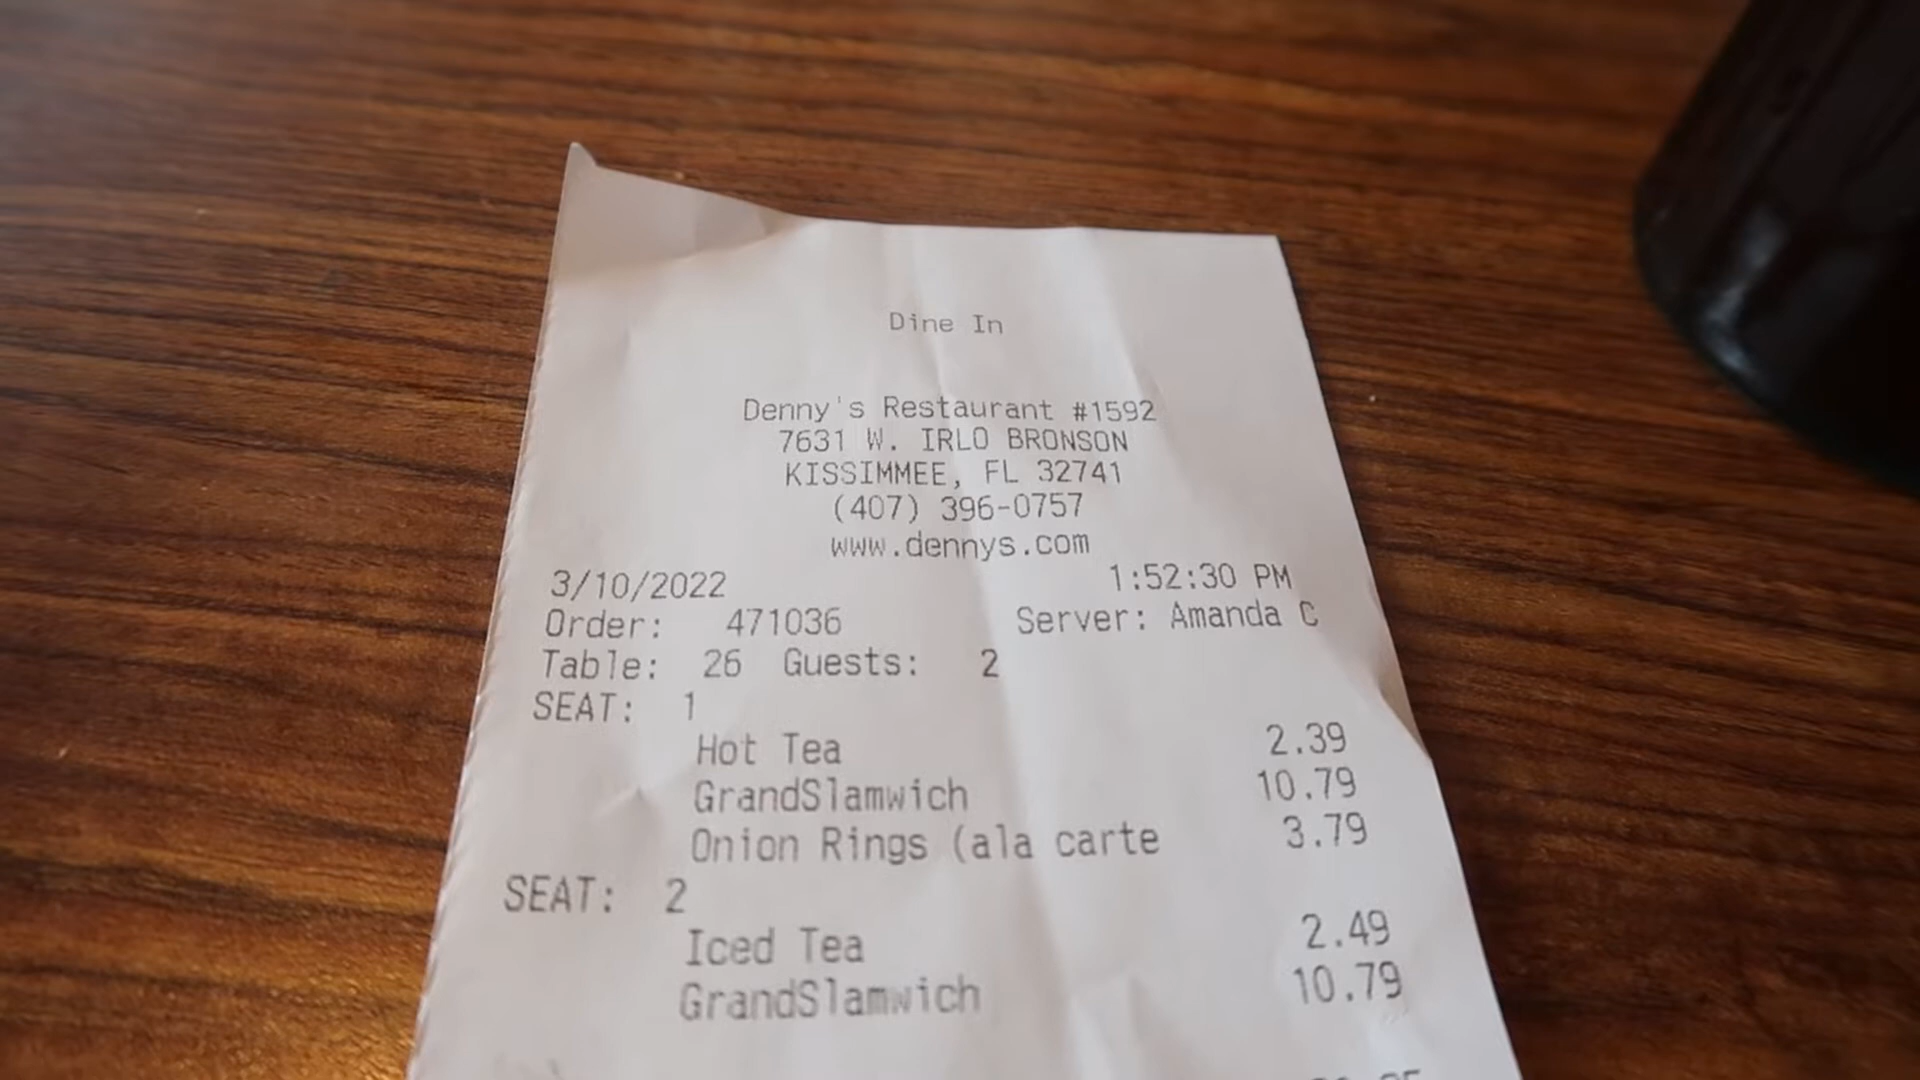 Dine In
Denny's Restaurant #1592
7631 W. IRLO BRONSON
KISSIMMEE, FL 32741
(407) 396-0757
www.dennys.com
3/10/2022 1:52:30 PM
Order: 471036 Server: Amanda C
Table: 26 Guests: 2
SEAT: 1
Hot Tea 2.39
GrandSlamwich 10.79
Onion Rings (ala carte 3.79
SEAT: 2
Iced Tea 2.49
GrandSlamwich 10.79